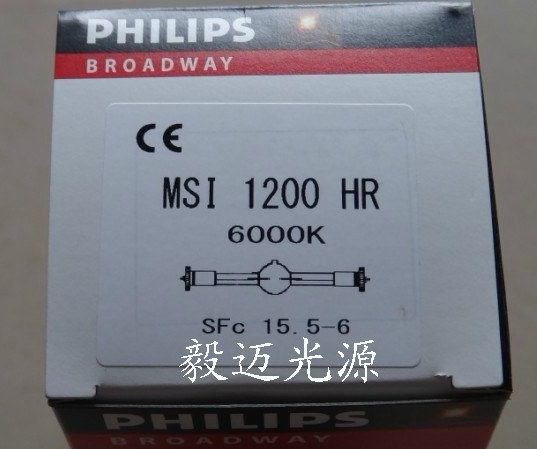 PHILIPS
BROADWAY
CE
MSI 1200 HR
6000K
SFc 15.5-6
毅迈光源
PHILIPS
BROADWAY